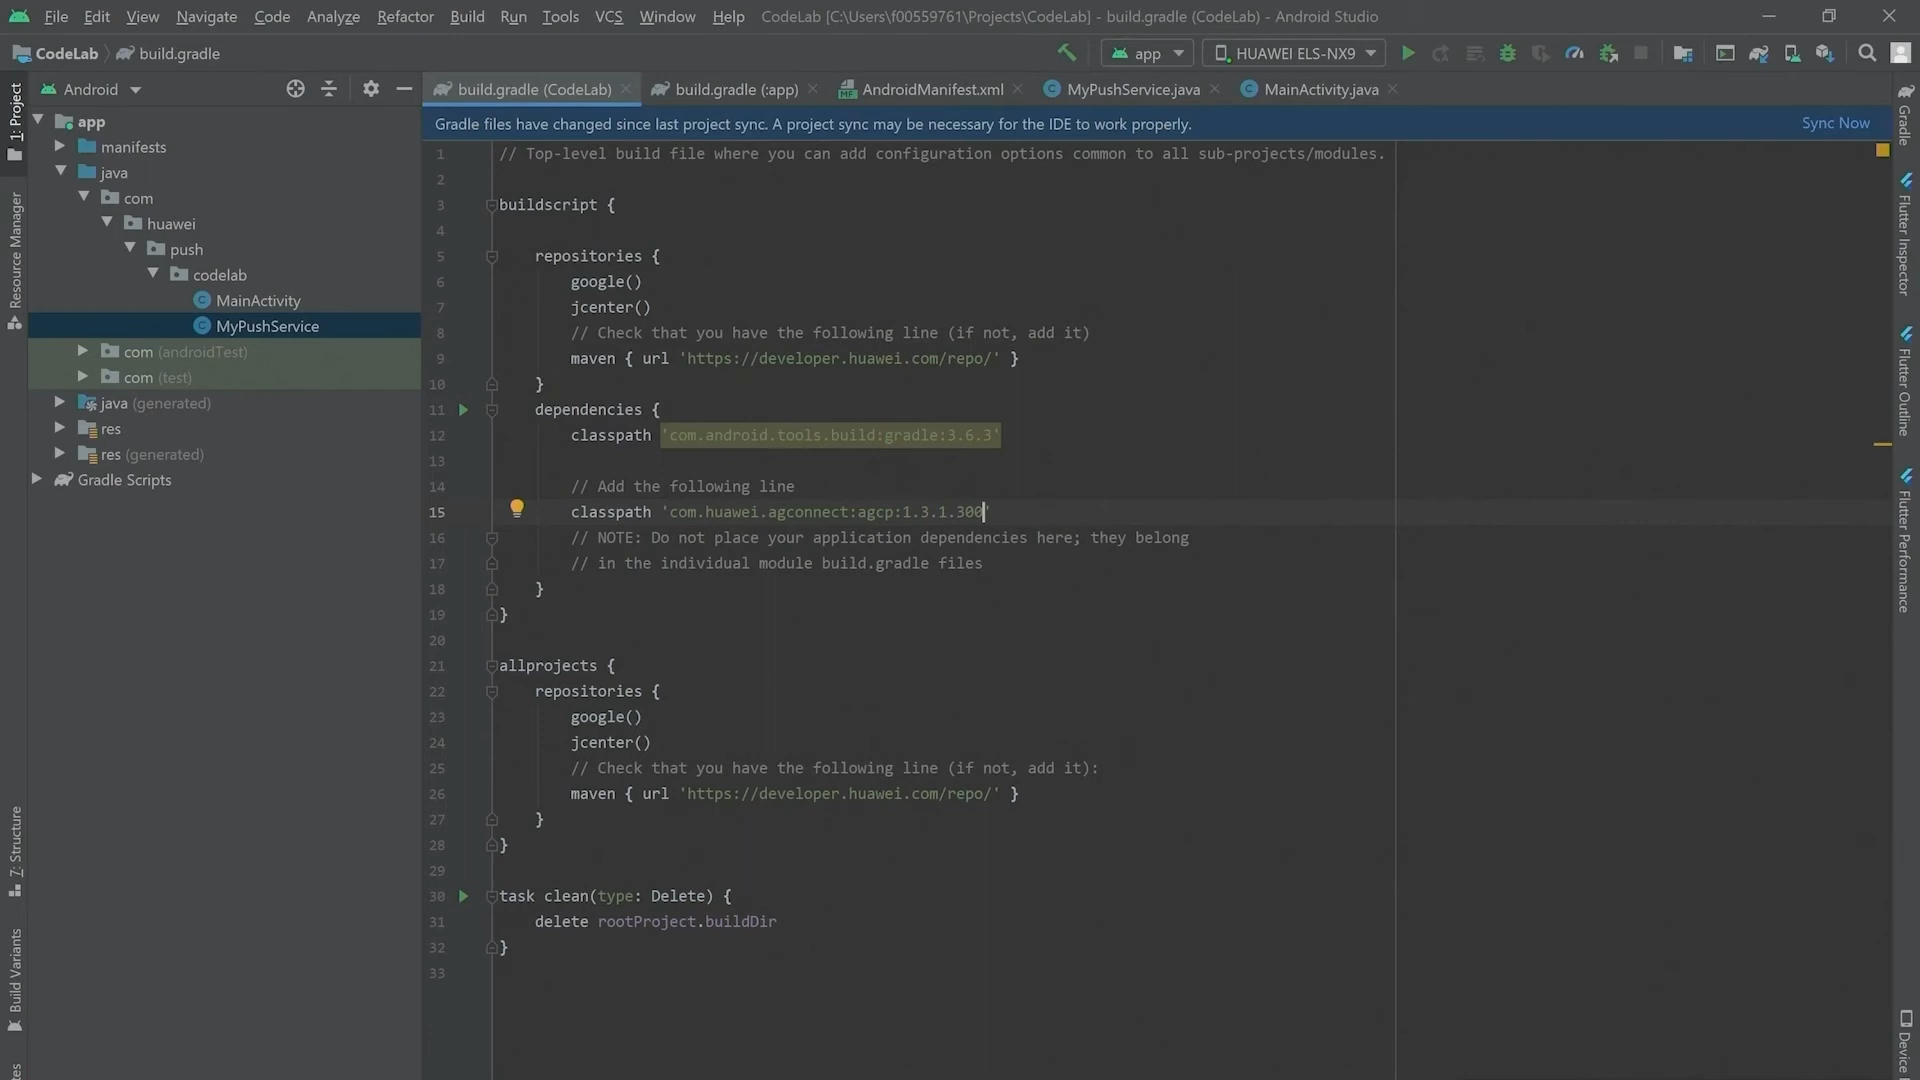 File Edit View Navigate Code Analyze Refactor Build Run Tools VCS Window Help CodeLab [C:\Users\f00559761\Projects\CodeLab] - build.gradle (CodeLab) - Android Studio
CodeLab build.gradle app HUAWEI ELS-NX9
Android
build.gradle (CodeLab) build.gradle (:app) AndroidManifest.xml MyPushService.java MainActivity.java
Gradle files have changed since last project sync. A project sync may be necessary for the IDE to work properly. Sync Now
1: Project
Resource Manager
7: Structure
Build Variants
app
manifests
java
com
huawei
push
codelab
MainActivity
MyPushService
com (androidTest)
com (test)
java (generated)
res
res (generated)
Gradle Scripts
1 // Top-level build file where you can add configuration options common to all sub-projects/modules.
2
3 buildscript {
4
5 repositories {
6 google()
7 jcenter()
8 // Check that you have the following line (if not, add it)
9 maven { url 'https://developer.huawei.com/repo/' }
10 }
11 dependencies {
12 classpath 'com.android.tools.build:gradle:3.6.3'
13
14 // Add the following line
15 classpath 'com.huawei.agconnect:agcp:1.3.1.300'
16 // NOTE: Do not place your application dependencies here; they belong
17 // in the individual module build.gradle files
18 }
19 }
20
21 allprojects {
22 repositories {
23 google()
24 jcenter()
25 // Check that you have the following line (if not, add it):
26 maven { url 'https://developer.huawei.com/repo/' }
27 }
28 }
29
30 task clean(type: Delete) {
31 delete rootProject.buildDir
32 }
33
Gradle
Flutter Inspector
Flutter Outline
Flutter Performance